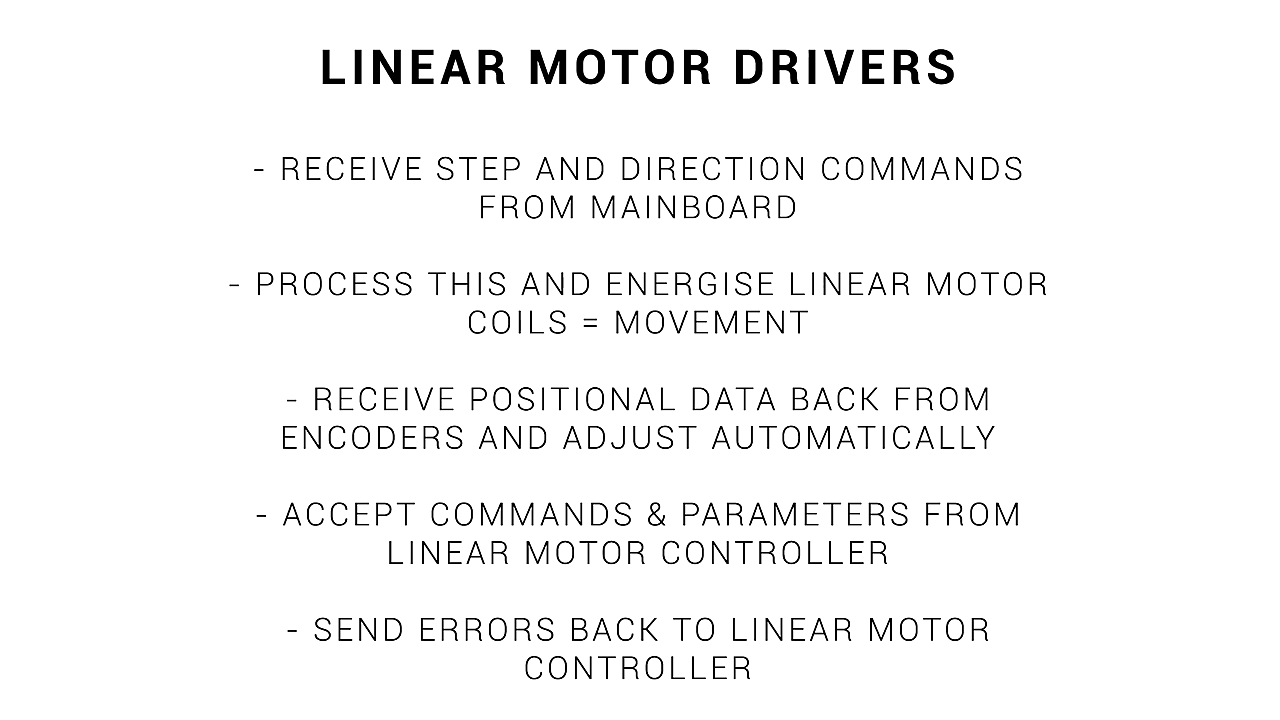 LINEAR MOTOR DRIVERS
- RECEIVE STEP AND DIRECTION COMMANDS
FROM MAINBOARD
- PROCESS THIS AND ENERGISE LINEAR MOTOR
COILS = MOVEMENT
- RECEIVE POSITIONAL DATA BACK FROM
ENCODERS AND ADJUST AUTOMATICALLY
- ACCEPT COMMANDS & PARAMETERS FROM
LINEAR MOTOR CONTROLLER
- SEND ERRORS BACK TO LINEAR MOTOR
CONTROLLER